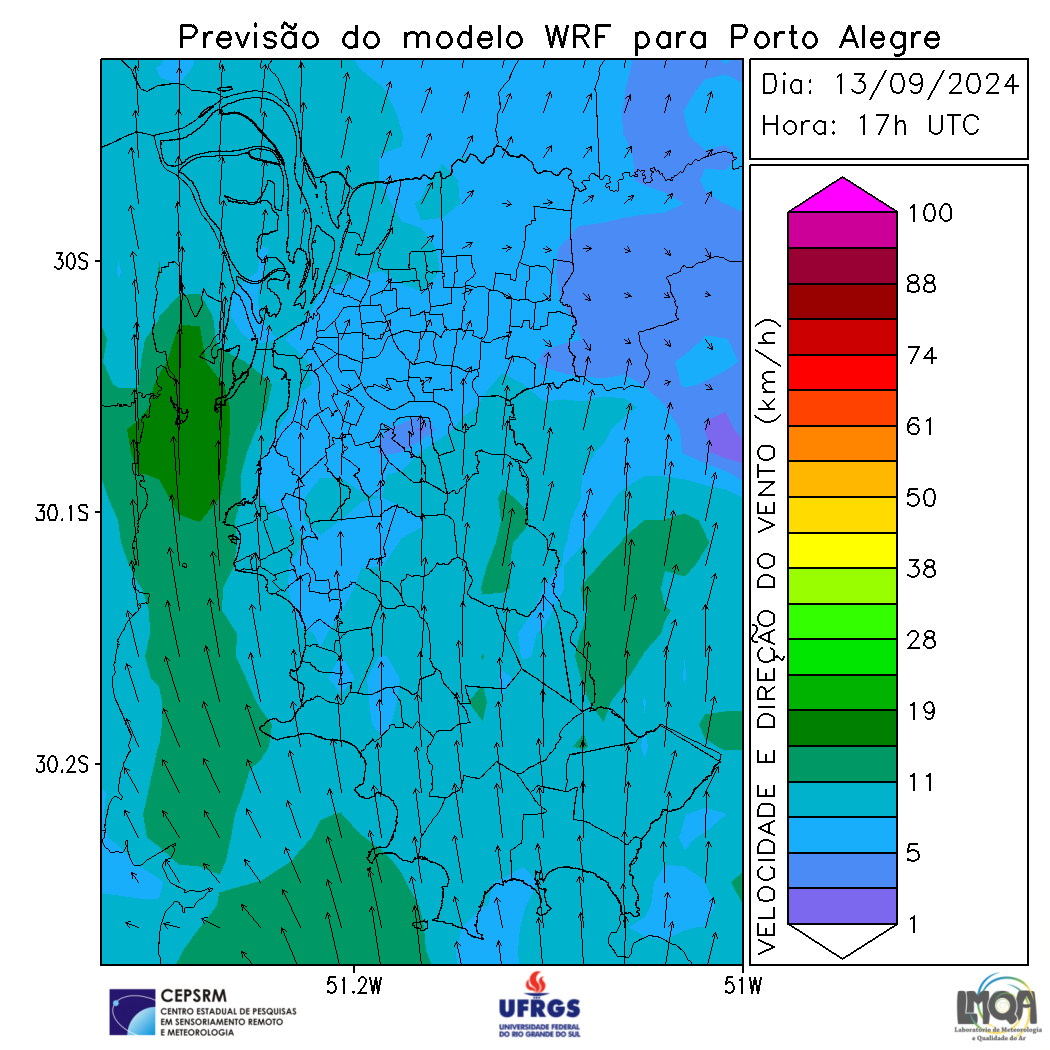 Previsão do modelo WRF para Porto Alegre
Dia: 13/09/2024
Hora: 17h UTC
30S
30.1S
30.2S
51.2W
51W
VELOCIDADE E DIREÇÃO DO VENTO (km/h)
100
88
74
61
50
38
28
19
11
5
1
CEPSRM
CENTRO ESTADUAL DE PESQUISAS
EM SENSORIAMENTO REMOTO
E METEOROLOGIA
UFRGS
UNIVERSIDADE FEDERAL
DO RIO GRANDE DO SUL
LMQA
Laboratório de Meteorologia
e Qualidade do Ar